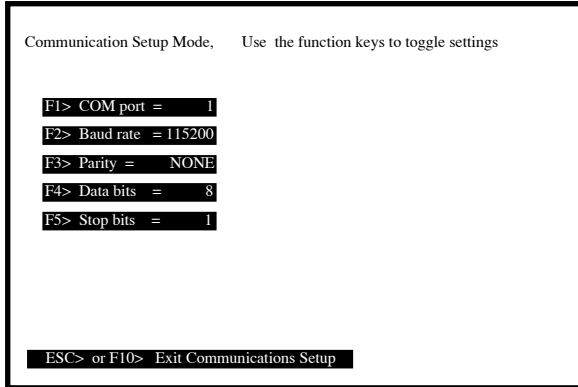 Communication Setup Mode, Use the function keys to toggle settings
F1> COM port = 1
F2> Baud rate = 115200
F3> Parity = NONE
F4> Data bits = 8
F5> Stop bits = 1
ESC> or F10> Exit Communications Setup